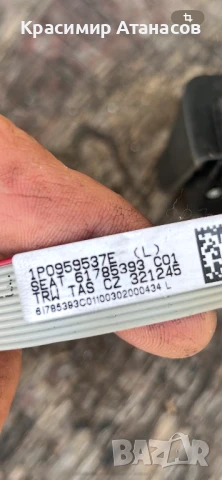 Красимир Атанасов
1P0959537E (L)
SEAT 61785393 C01
TRW TAS CZ 321245
61785393C01100302000434 L
bazar